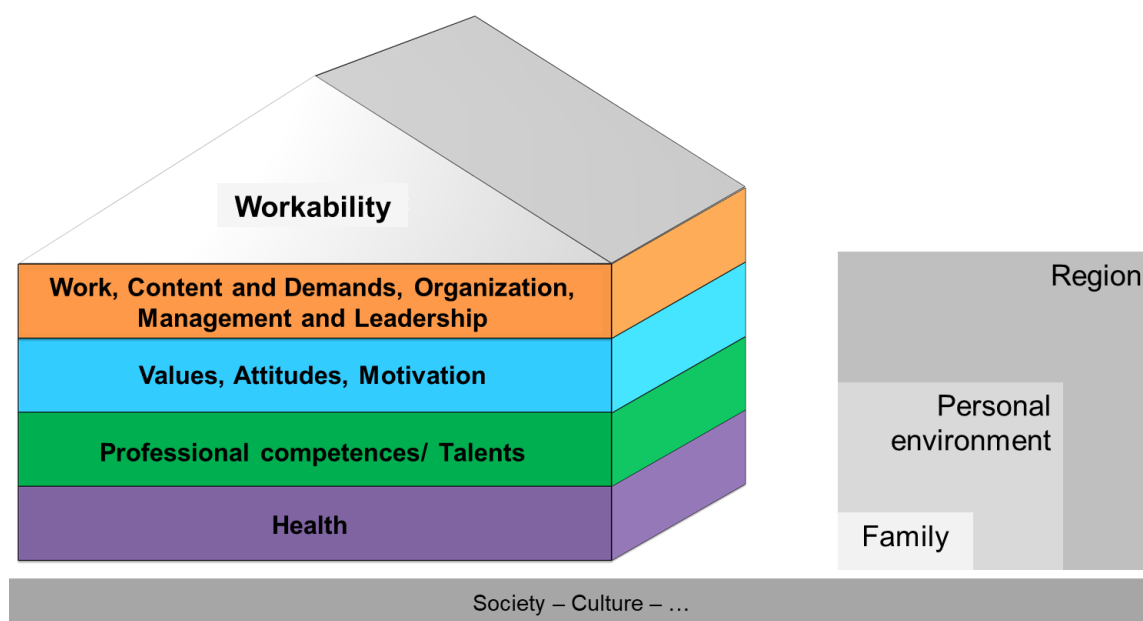 Workability
Work, Content and Demands, Organization,
Management and Leadership
Values, Attitudes, Motivation
Professional competences/ Talents
Health
Region
Personal
environment
Family
Society – Culture – …